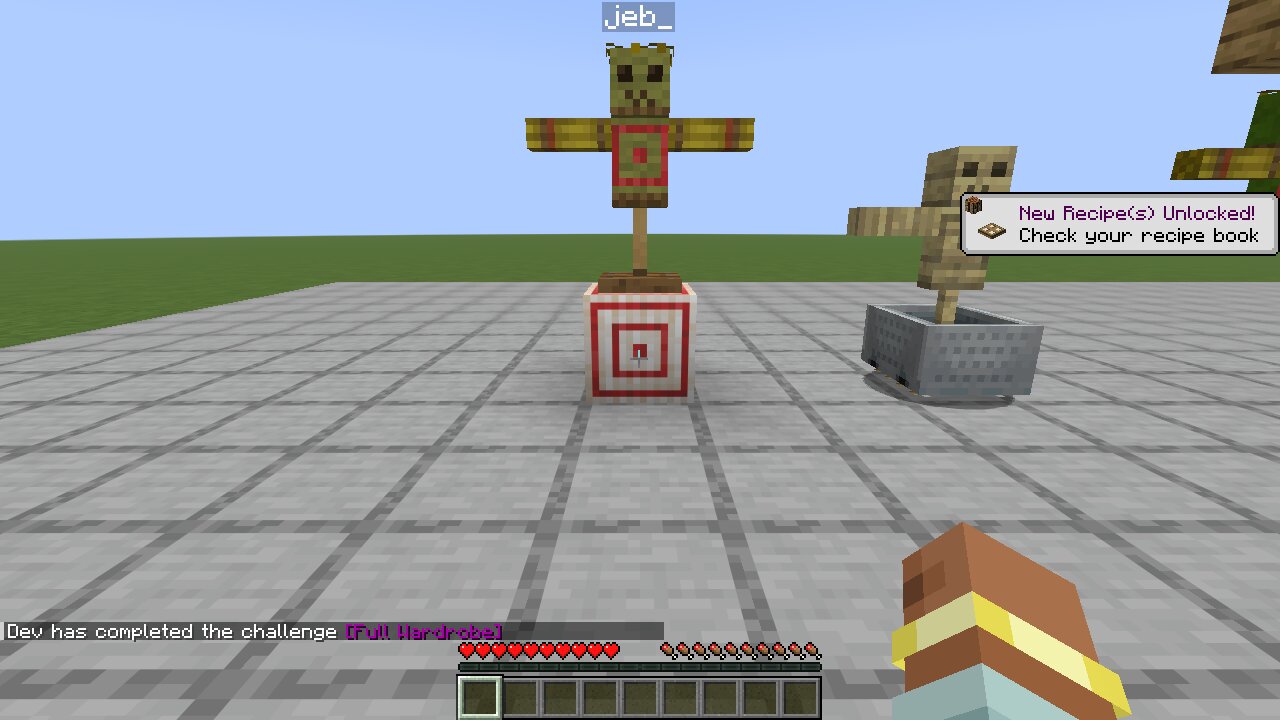 jeb_
New Recipe(s) Unlocked!
Check your recipe book
Dev has completed the challenge [Full Wardrobe]